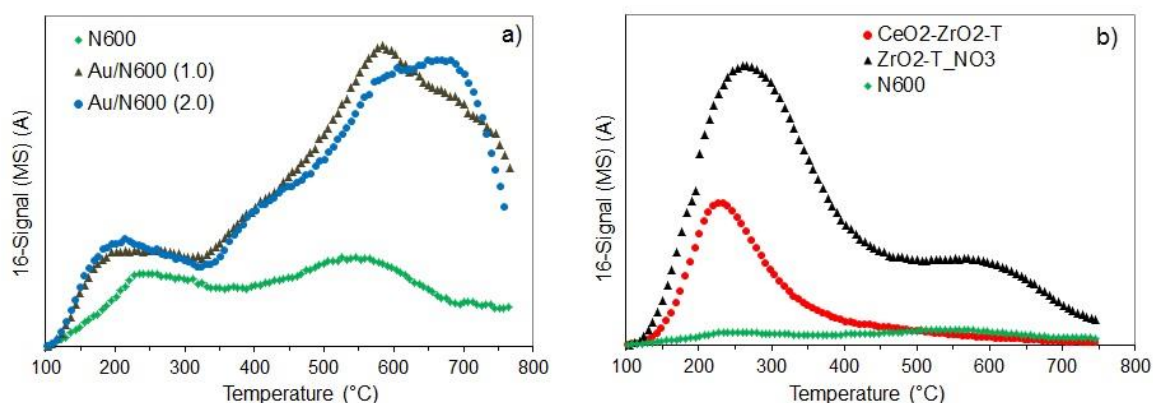 a)
N600
Au/N600 (1.0)
Au/N600 (2.0)
16-Signal (MS) (A)
100 200 300 400 500 600 700 800
Temperature (°C)
b)
CeO2-ZrO2-T
ZrO2-T_NO3
N600
16-Signal (MS) (A)
100 200 300 400 500 600 700 800
Temperature (°C)